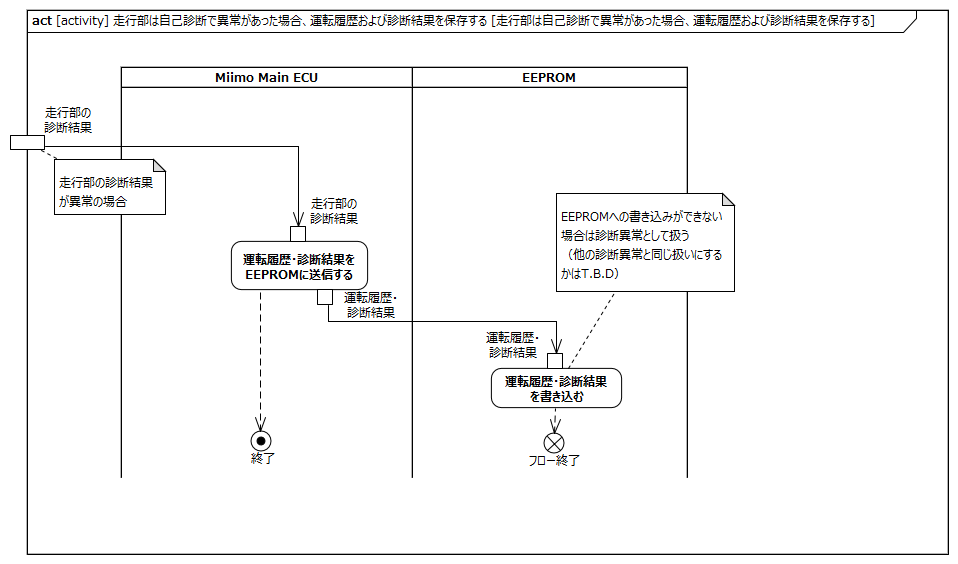 act [activity] 走行部は自己診断で異常があった場合、運転履歴および診断結果を保存する [走行部は自己診断で異常があった場合、運転履歴および診断結果を保存する]
Miimo Main ECU
EEPROM
走行部の
診断結果
走行部の診断結果
が異常の場合
走行部の
診断結果
EEPROMへの書き込みができない
場合は診断異常として扱う
（他の診断異常と同じ扱いにする
かはT.B.D）
運転履歴・診断結果を
EEPROMに送信する
運転履歴・
診断結果
運転履歴・
診断結果
運転履歴・診断結果
を書き込む
終了
フロー終了